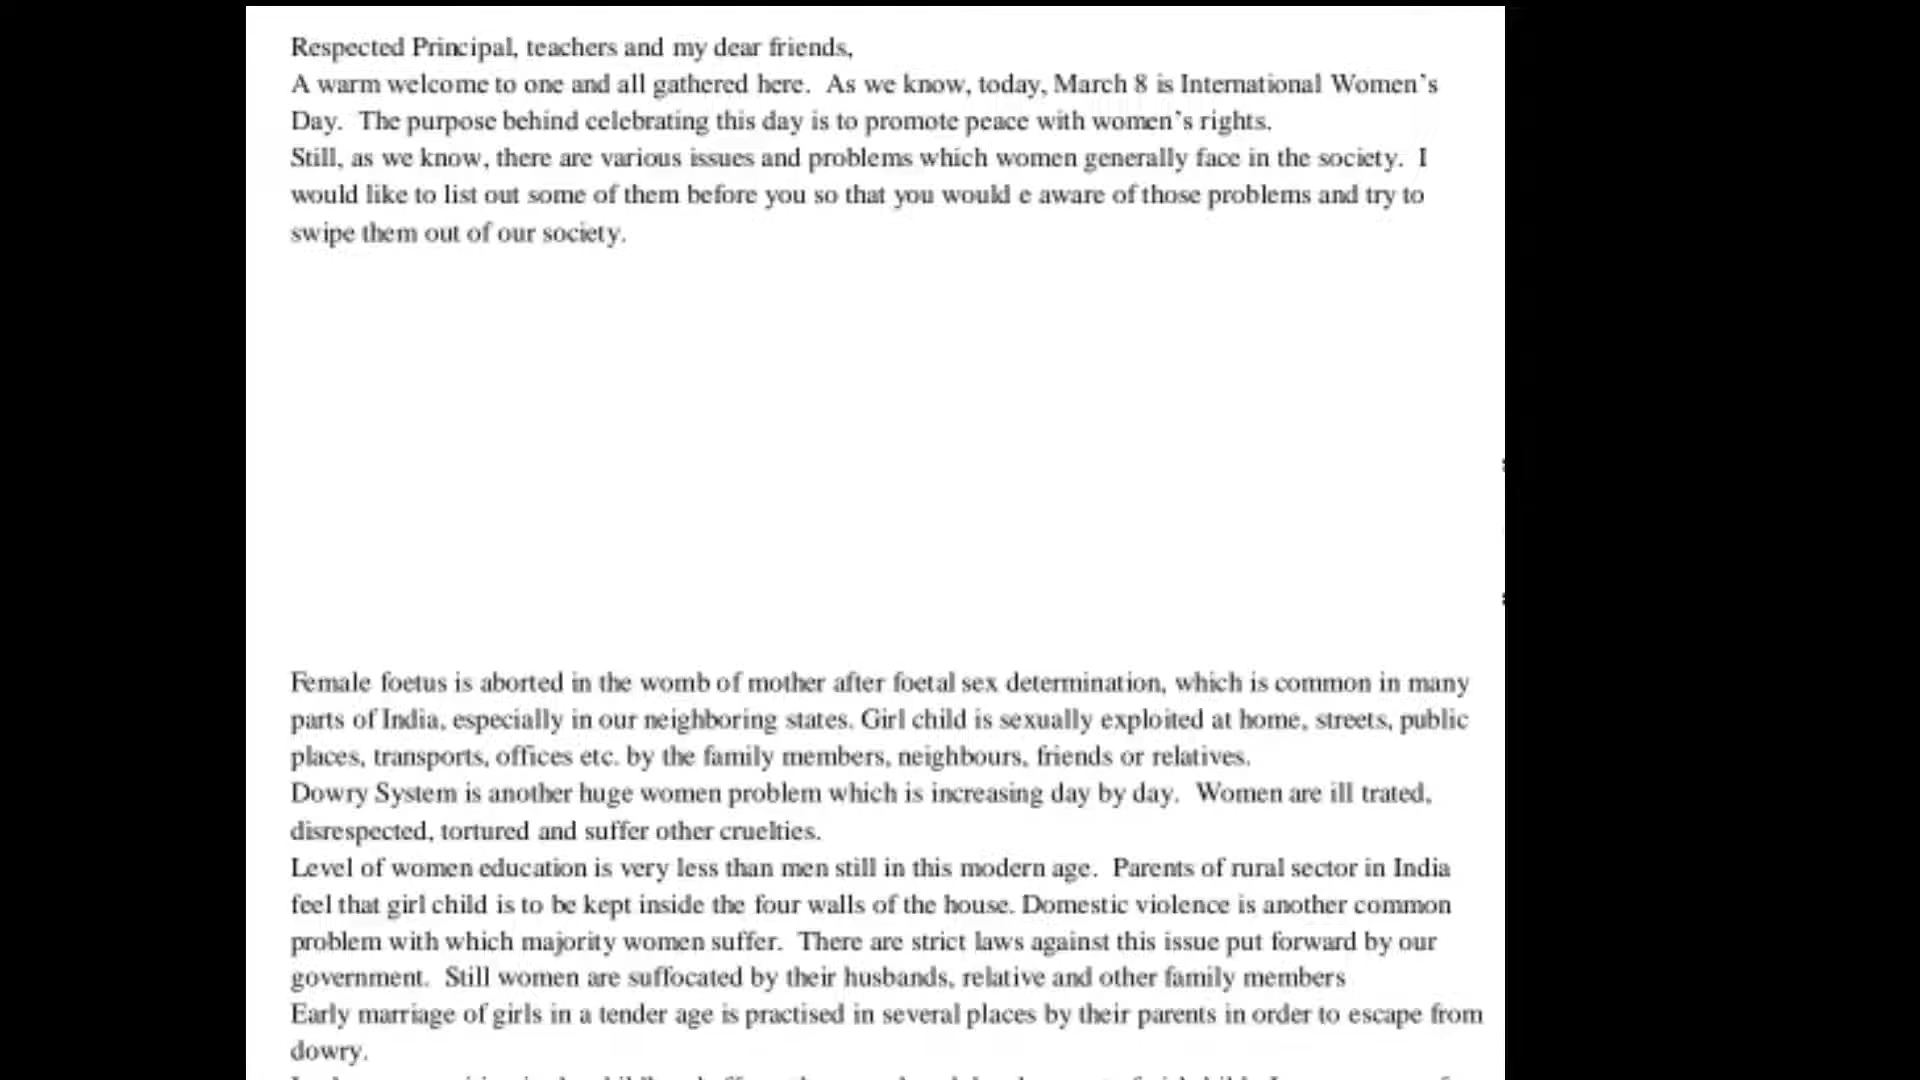 Respected Principal, teachers and my dear friends,
A warm welcome to one and all gathered here. As we know, today, March 8 is International Women's
Day. The purpose behind celebrating this day is to promote peace with women's rights.
Still, as we know, there are various issues and problems which women generally face in the society. I
would like to list out some of them before you so that you would e aware of those problems and try to
swipe them out of our society.
Female foetus is aborted in the womb of mother after foetal sex determination, which is common in many
parts of India, especially in our neighboring states. Girl child is sexually exploited at home, streets, public
places, transports, offices etc. by the family members, neighbours, friends or relatives.
Dowry System is another huge women problem which is increasing day by day. Women are ill trated,
disrespected, tortured and suffer other cruelties.
Level of women education is very less than men still in this modern age. Parents of rural sector in India
feel that girl child is to be kept inside the four walls of the house. Domestic violence is another common
problem with which majority women suffer. There are strict laws against this issue put forward by our
government. Still women are suffocated by their husbands, relative and other family members
Early marriage of girls in a tender age is practised in several places by their parents in order to escape from
dowry.